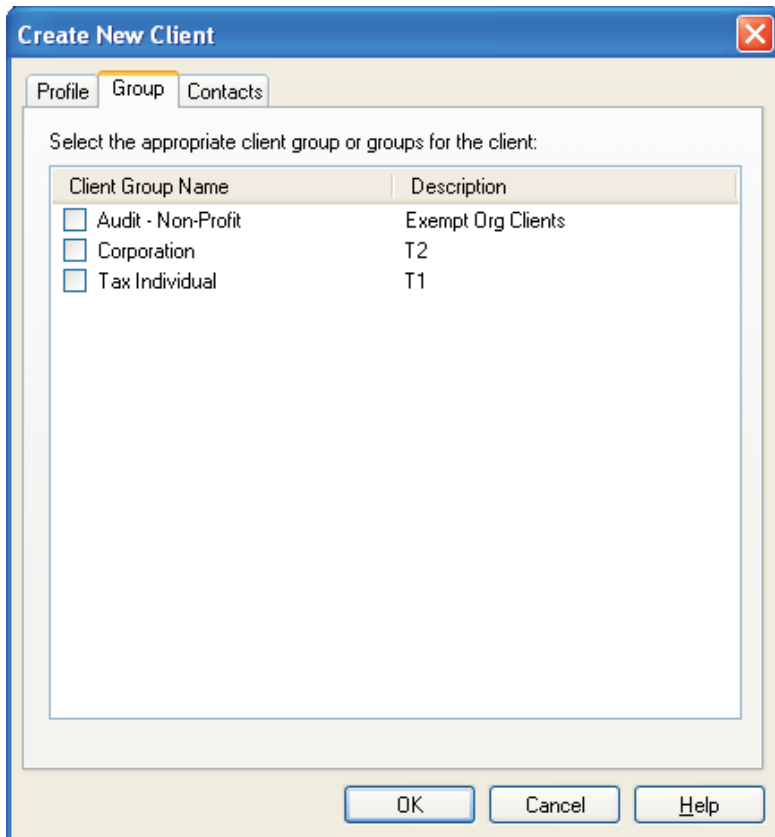 Create New Client
Profile Group Contacts
Select the appropriate client group or groups for the client:
Client Group Name Description
Audit - Non-Profit Exempt Org Clients
Corporation T2
Tax Individual T1
OK Cancel Help